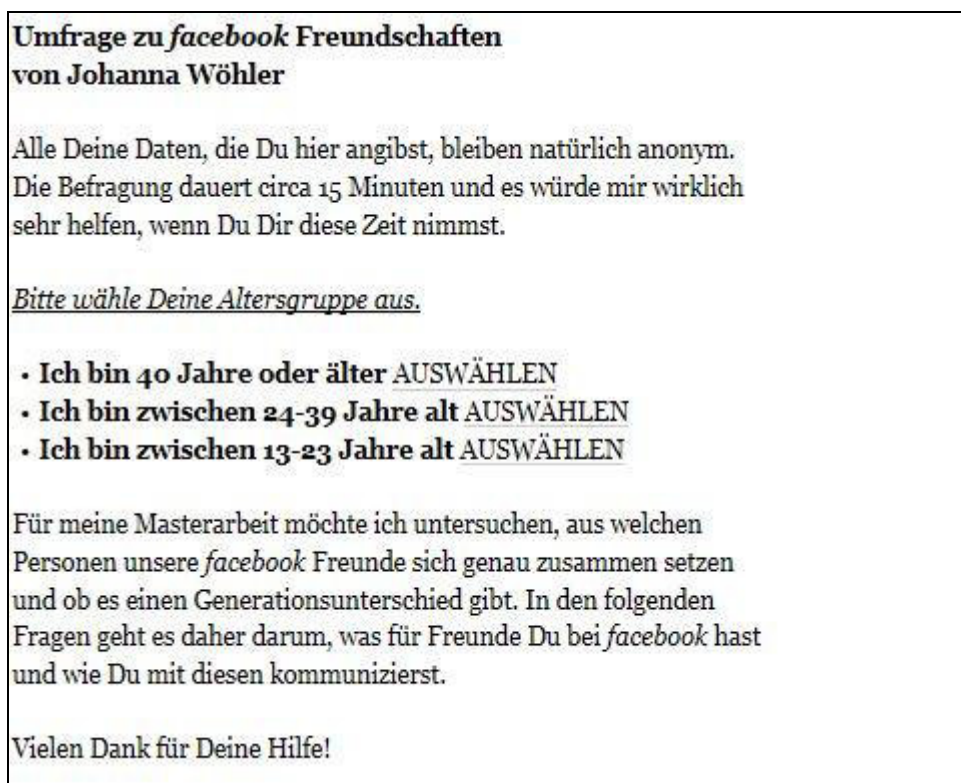 Umfrage zu facebook Freundschaften
von Johanna Wöhler
Alle Deine Daten, die Du hier angibst, bleiben natürlich anonym.
Die Befragung dauert circa 15 Minuten und es würde mir wirklich
sehr helfen, wenn Du Dir diese Zeit nimmst.
Bitte wähle Deine Altersgruppe aus.
• Ich bin 40 Jahre oder älter AUSWÄHLEN
• Ich bin zwischen 24-39 Jahre alt AUSWÄHLEN
• Ich bin zwischen 13-23 Jahre alt AUSWÄHLEN
Für meine Masterarbeit möchte ich untersuchen, aus welchen
Personen unsere facebook Freunde sich genau zusammen setzen
und ob es einen Generationsunterschied gibt. In den folgenden
Fragen geht es daher darum, was für Freunde Du bei facebook hast
und wie Du mit diesen kommunizierst.
Vielen Dank für Deine Hilfe!